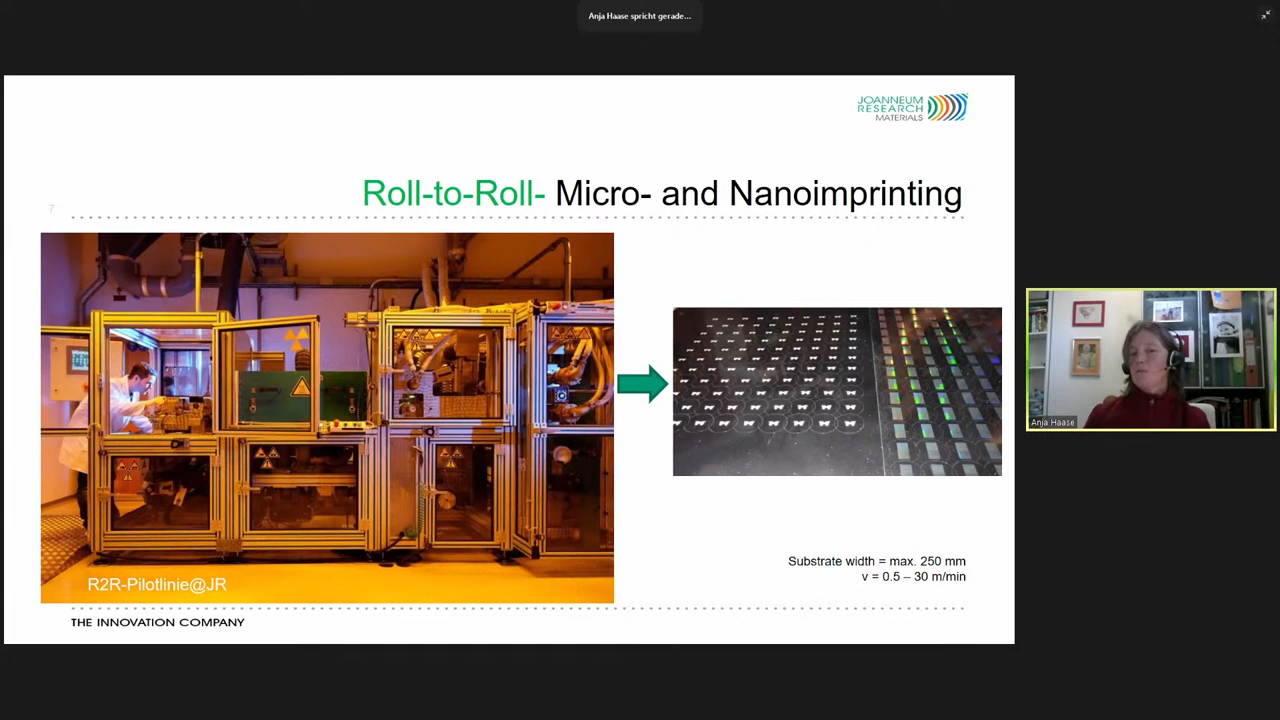 Anja Haase spricht gerade...
JOANNEUM
RESEARCH
MATERIALS
Roll-to-Roll- Micro- and Nanoimprinting
7
R2R-Pilotlinie@JR
Substrate width = max. 250 mm
v = 0.5 – 30 m/min
THE INNOVATION COMPANY
Anja Haase